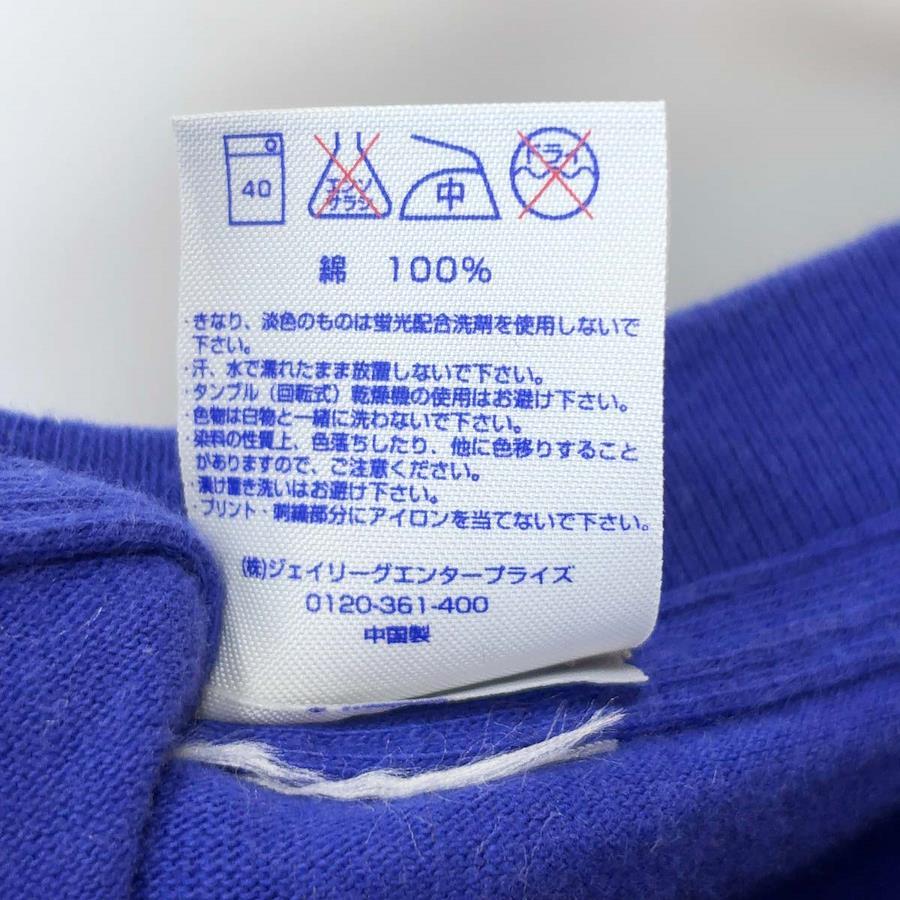 40 エンソ 中 ドライ
サラシ
綿 100%
・きなり、淡色のものは蛍光配合洗剤を使用しないで
下さい。
・汗、水で濡れたまま放置しないで下さい。
・タンブル（回転式）乾燥機の使用はお避け下さい。
・色物は白物と一緒に洗わないで下さい。
・染料の性質上、色落ちしたり、他に色移りすること
がありますので、ご注意ください。
・漬け置き洗いはお避け下さい。
・プリント・刺繍部分にアイロンを当てないで下さい。
(株)ジェイリーグエンタープライズ
0120-361-400
中国製